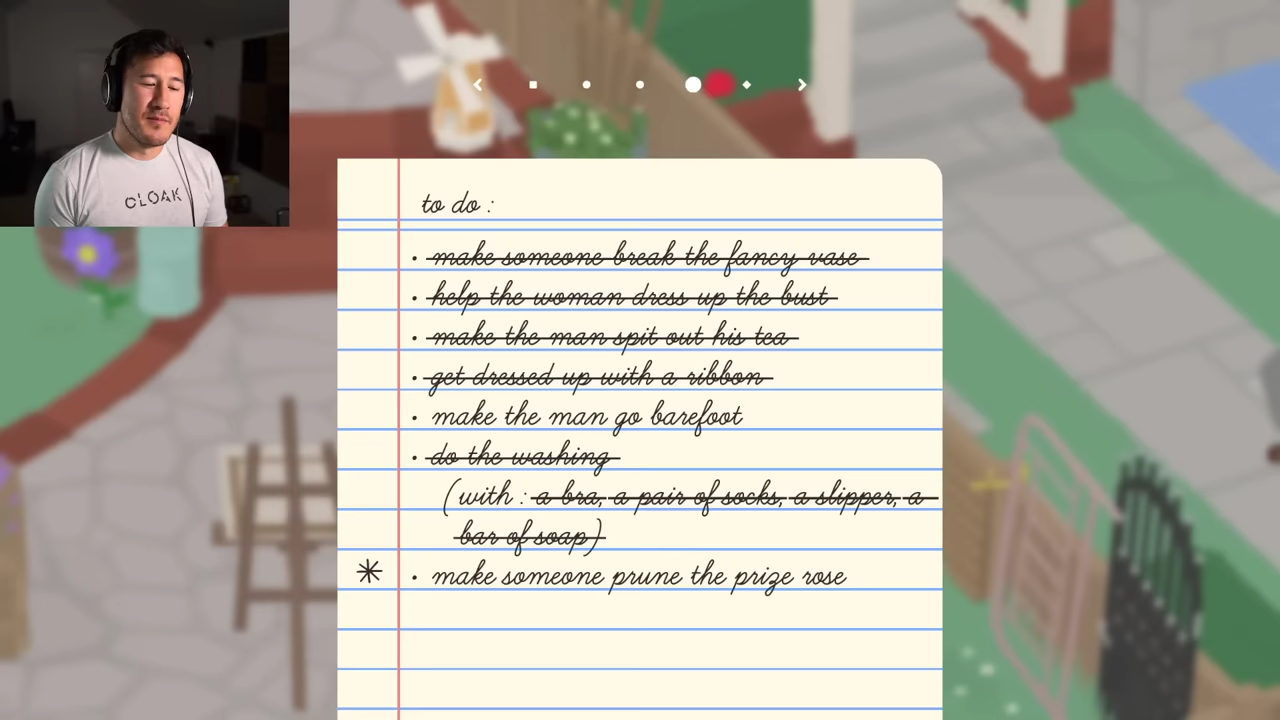 CLOAK
to do :
• make someone break the fancy vase
• help the woman dress up the bust
• make the man spit out his tea
• get dressed up with a ribbon
• make the man go barefoot
• do the washing
(with : a bra, a pair of socks, a slipper, a
bar of soap)
• make someone prune the prize rose